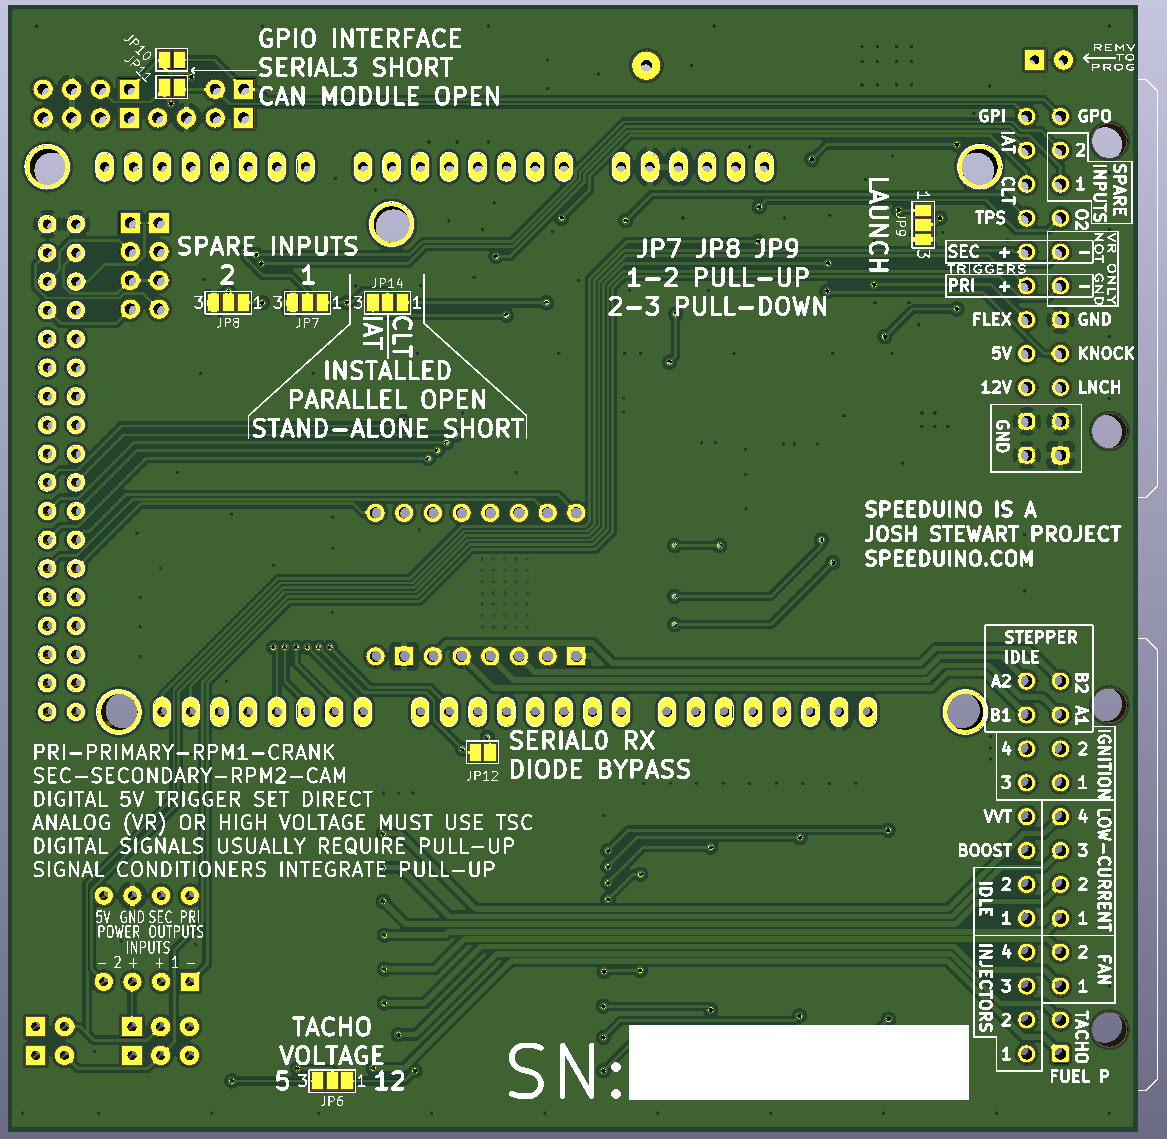 JP10
JP11
GPIO INTERFACE
SERIAL3 SHORT
CAN MODULE OPEN
REMV
TO
PROG
GPI
GPO
IAT
2
CLT
1
SPARE
INPUTS
TPS
O2
LAUNCH
1
JP9
3
SEC +
-
TRIGGERS
PRI +
-
VR ONLY
NOT GND
FLEX
GND
5V
KNOCK
12V
LNCH
GND
SPARE INPUTS
2 1
3 1
JP8
3 1
JP7
JP14
3 1
IAT
CLT
INSTALLED
PARALLEL OPEN
STAND-ALONE SHORT
JP7 JP8 JP9
1-2 PULL-UP
2-3 PULL-DOWN
SPEEDUINO IS A
JOSH STEWART PROJECT
SPEEDUINO.COM
STEPPER
IDLE
A2
B2
B1
A1
4
2
3
1
IGNITION
VVT
4
BOOST
3
2
2
1
1
IDLE
LOW-CURRENT
4
2
3
1
FAN
INJECTORS
2
1
TACHO
FUEL P
SERIAL0 RX
DIODE BYPASS
JP12
PRI-PRIMARY-RPM1-CRANK
SEC-SECONDARY-RPM2-CAM
DIGITAL 5V TRIGGER SET DIRECT
ANALOG (VR) OR HIGH VOLTAGE MUST USE TSC
DIGITAL SIGNALS USUALLY REQUIRE PULL-UP
SIGNAL CONDITIONERS INTEGRATE PULL-UP
5V GND SEC PRI
POWER OUTPUTS
INPUTS
- 2 + + 1 -
TACHO
VOLTAGE
5 3 1 12
JP6
SN: